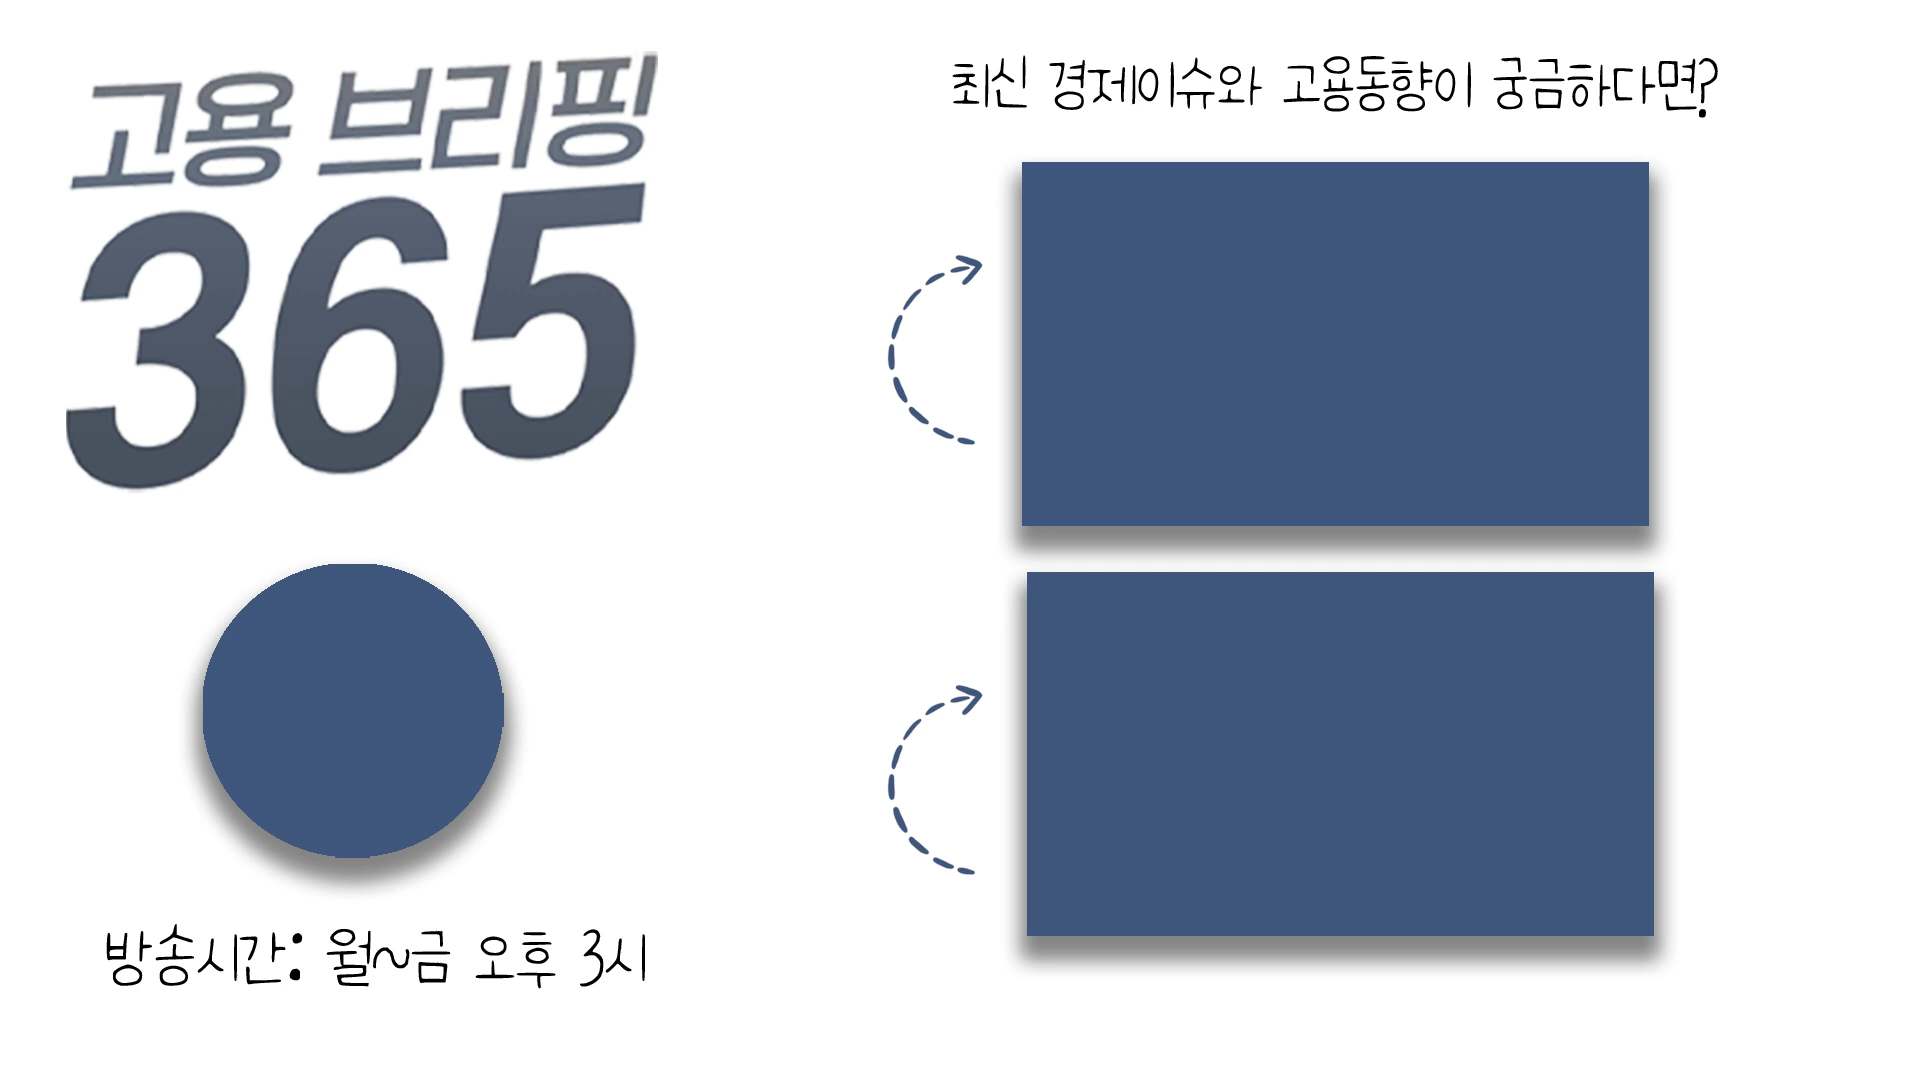 고용 브리핑
365
최신 경제이슈와 고용동향이 궁금하다면?
방송시간: 월~금 오후 3시